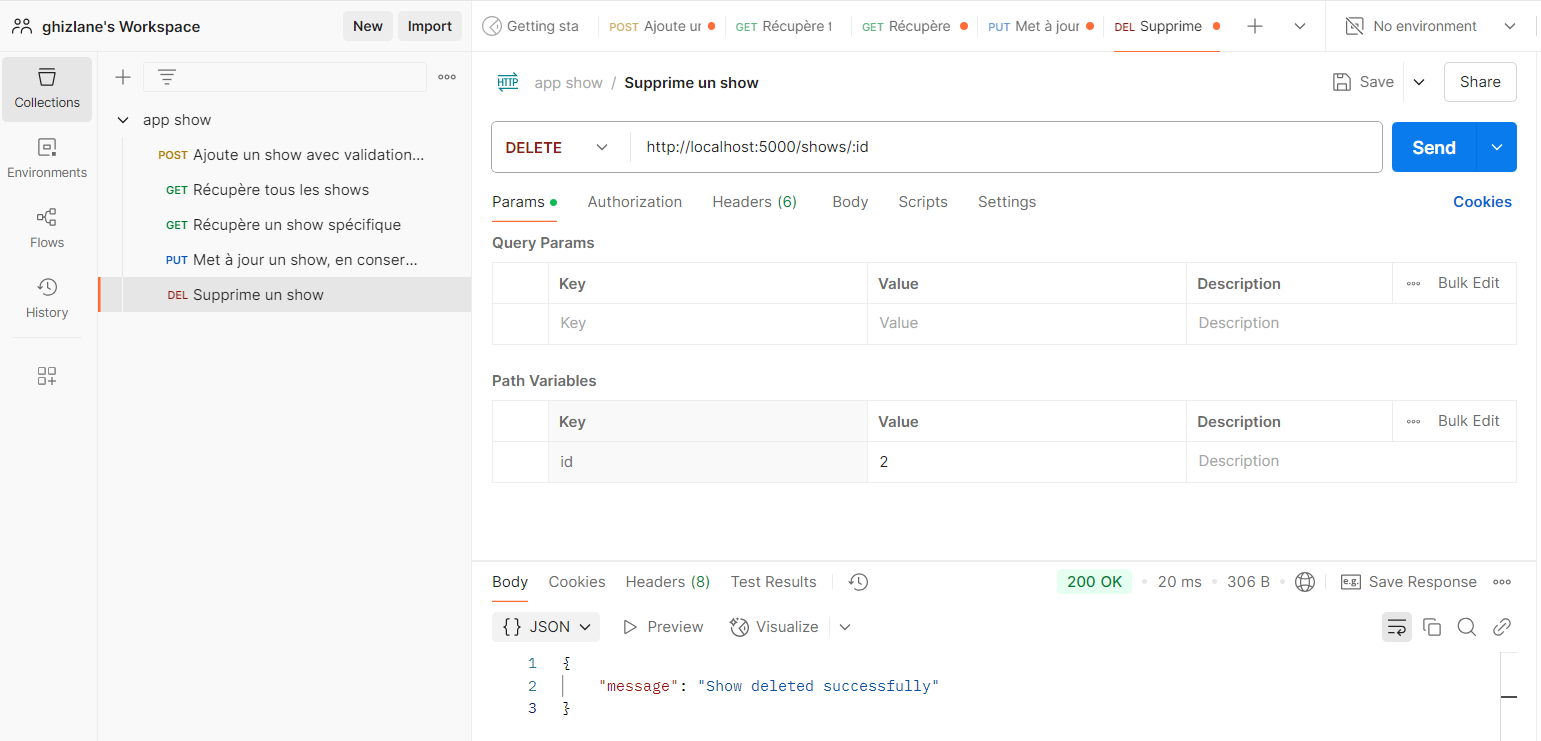 ghizlane's Workspace New Import
Getting sta POST Ajoute ur GET Récupère t GET Récupère PUT Met à jour DEL Supprime No environment
Collections
Environments
Flows
History
app show
POST Ajoute un show avec validation...
GET Récupère tous les shows
GET Récupère un show spécifique
PUT Met à jour un show, en conser...
DEL Supprime un show
HTTP app show / Supprime un show Save Share
DELETE http://localhost:5000/shows/:id Send
Params Authorization Headers (6) Body Scripts Settings Cookies
Query Params
Key Value Description Bulk Edit
Key Value Description
Path Variables
Key Value Description Bulk Edit
id 2 Description
Body Cookies Headers (8) Test Results 200 OK 20 ms 306 B e.g. Save Response
{} JSON Preview Visualize
1 {
2 "message": "Show deleted successfully"
3 }